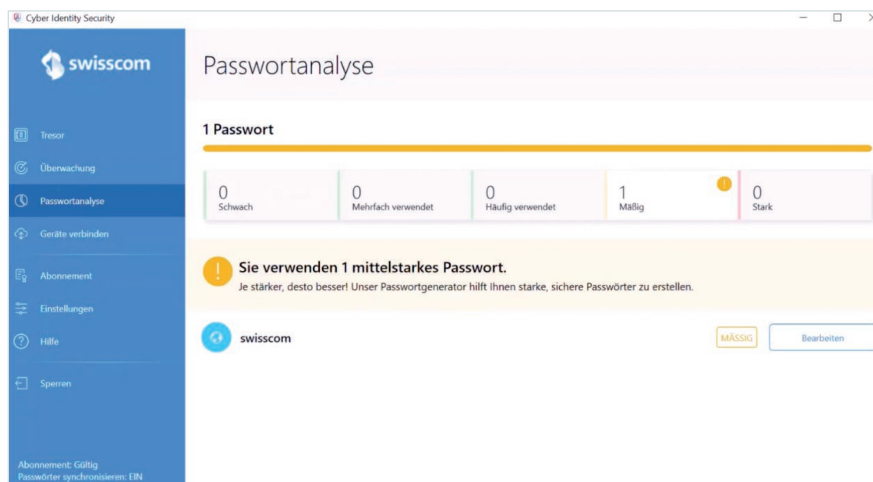 Cyber Identity Security
swisscom
Passwortanalyse
Tresor
Überwachung
Passwortanalyse
Geräte verbinden
Abonnement
Einstellungen
Hilfe
Sperren
Abonnement: Gültig
Passwörter synchronisieren: EIN
1 Passwort
0
Schwach
0
Mehrfach verwendet
0
Häufig verwendet
1
Mäßig
!
0
Stark
!
Sie verwenden 1 mittelstarkes Passwort.
Je stärker, desto besser! Unser Passwortgenerator hilft Ihnen starke, sichere Passwörter zu erstellen.
swisscom
MÄSSIG
Bearbeiten